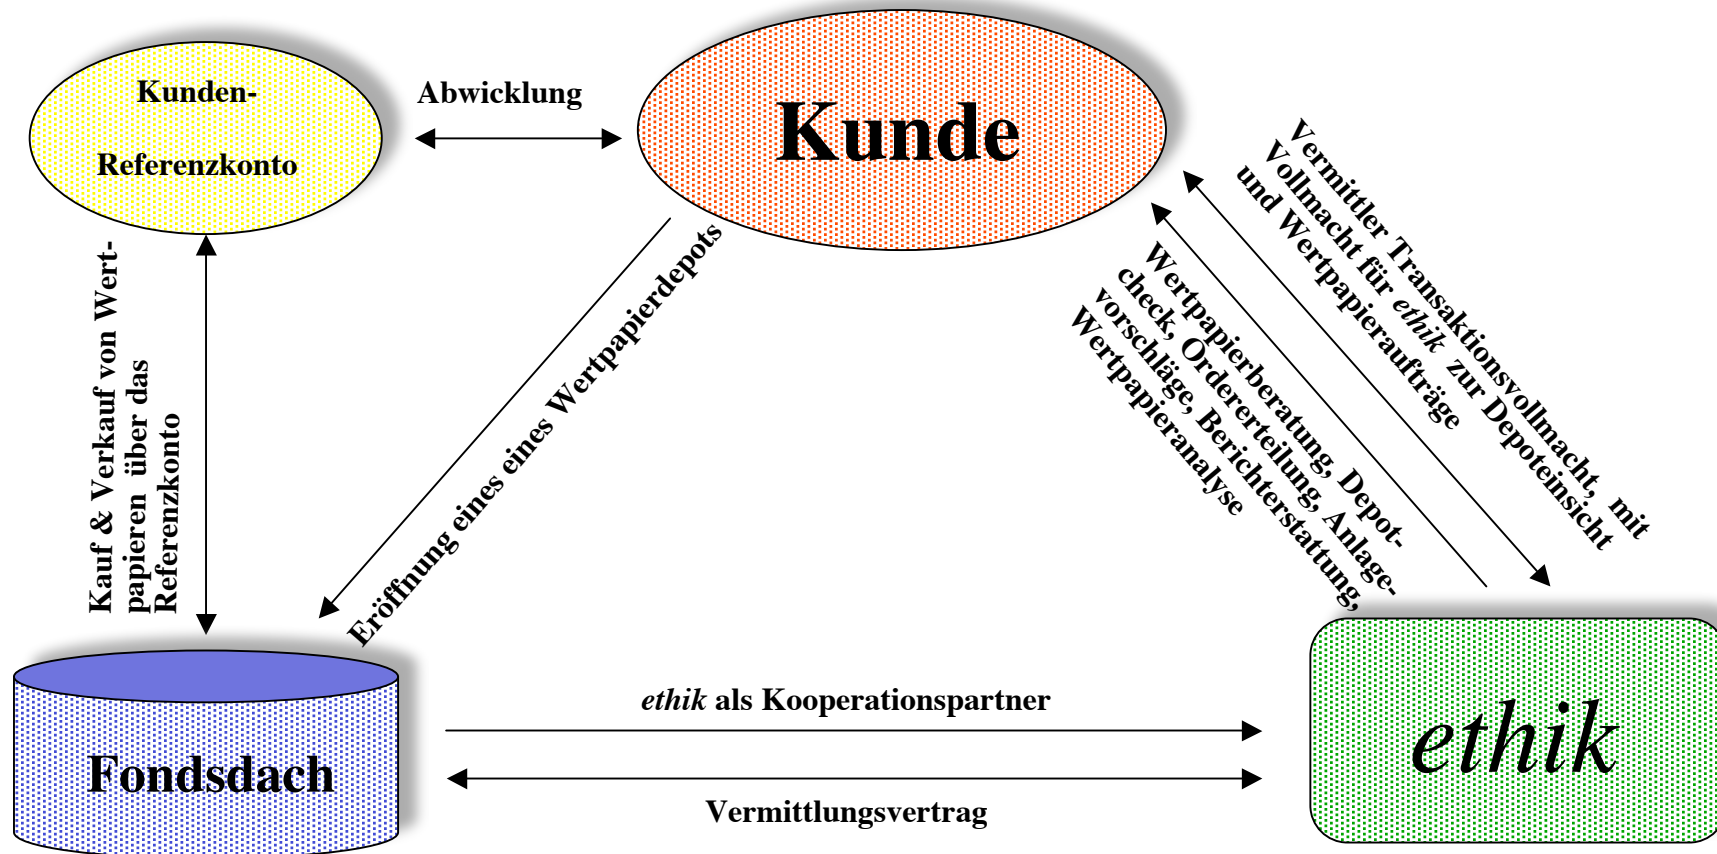 Kunden-
Referenzkonto
Abwicklung
Kunde
Vermittler Transaktionsvollmacht, mit
Vollmacht für ethik zur Depoteinsicht
und Wertpapieraufträge
Wertpapierberatung, Depot-
check, Ordererteilung, Anlage-
vorschläge, Berichterstattung,
Wertpapieranalyse
Kauf & Verkauf von Wert-
papieren über das
Referenzkonto
Eröffnung eines eines Wertpapierdepots
ethik als Kooperationspartner
Fondsdach
ethik
Vermittlungsvertrag